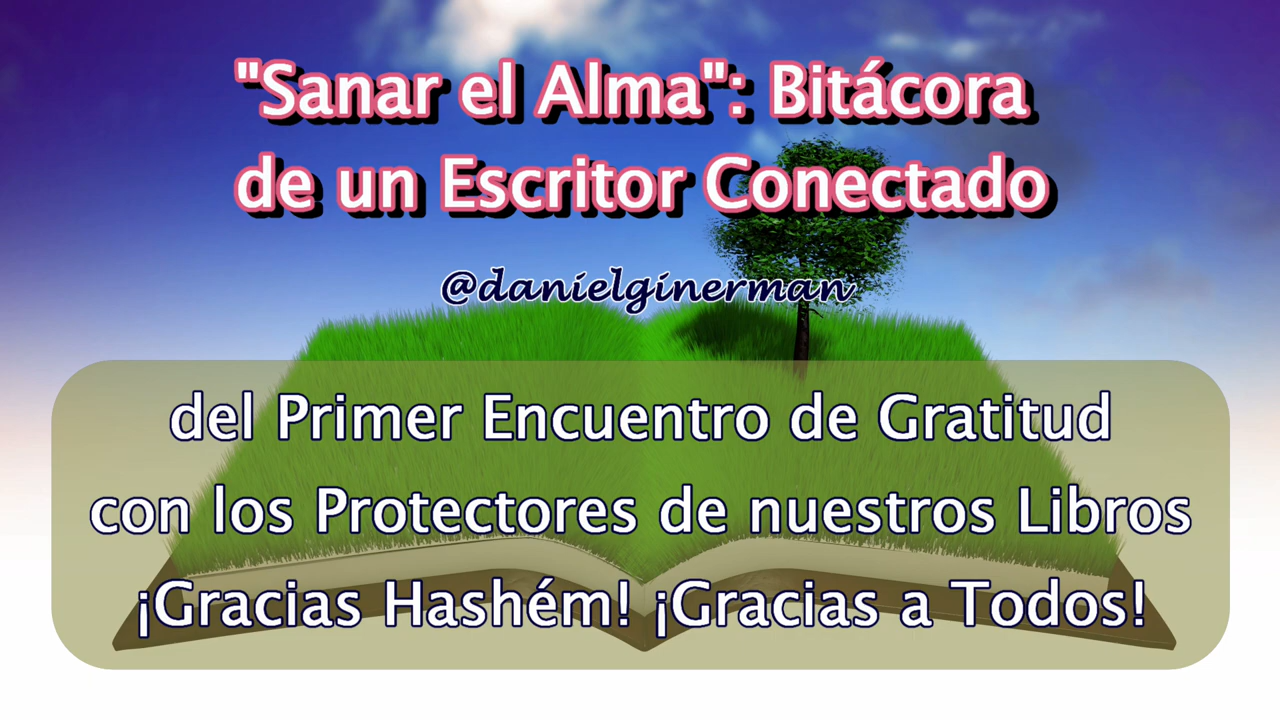 "Sanar el Alma": Bitácora
de un Escritor Conectado
@danielginerman
del Primer Encuentro de Gratitud
con los Protectores de nuestros Libros
¡Gracias Hashém! ¡Gracias a Todos!